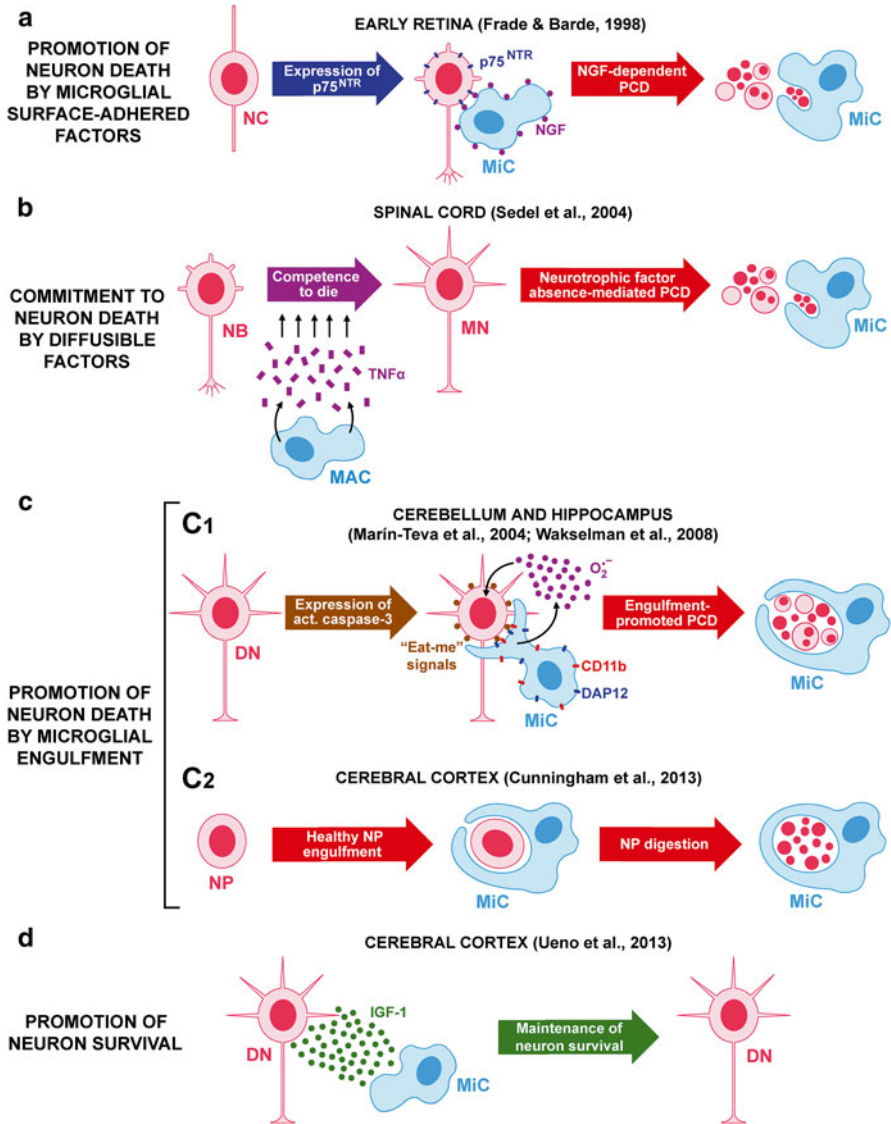 a
EARLY RETINA (Frade & Barde, 1998)
PROMOTION OF
NEURON DEATH
BY MICROGLIAL
SURFACE-ADHERED
FACTORS
NC
Expression of
p75NTR
p75NTR
NGF
MiC
NGF-dependent
PCD
MiC
b
SPINAL CORD (Sedel et al., 2004)
COMMITMENT TO
NEURON DEATH
BY DIFFUSIBLE
FACTORS
NB
Competence
to die
TNFα
MAC
MN
Neurotrophic factor
absence-mediated PCD
MiC
c
PROMOTION OF
NEURON DEATH
BY MICROGLIAL
ENGULFMENT
C1
CEREBELLUM AND HIPPOCAMPUS
(Marín-Teva et al., 2004; Wakselman et al., 2008)
DN
Expression of
act. caspase-3
"Eat-me"
signals
O2•−
CD11b
DAP12
MiC
Engulfment-
promoted PCD
MiC
C2
CEREBRAL CORTEX (Cunningham et al., 2013)
NP
Healthy NP
engulfment
MiC
NP digestion
MiC
d
CEREBRAL CORTEX (Ueno et al., 2013)
PROMOTION OF
NEURON SURVIVAL
DN
IGF-1
MiC
Maintenance of
neuron survival
DN